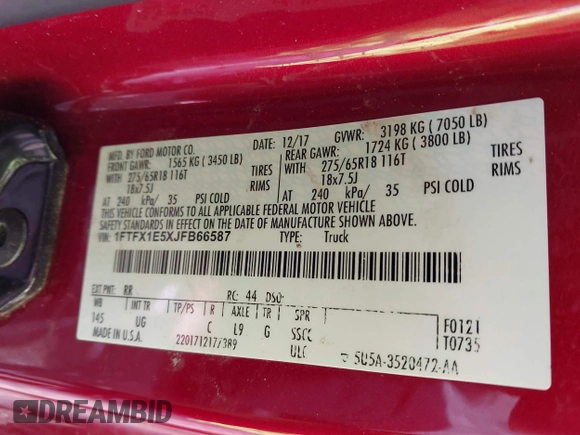 MFD. BY FORD MOTOR CO.
DATE: 12/17 GVWR: 3198 KG ( 7050 LB)
FRONT GAWR: 1565 KG ( 3450 LB)
REAR GAWR: 1724 KG ( 3800 LB)
WITH 275/65R18 116T TIRES
WITH 275/65R18 116T TIRES
18x7.5J RIMS
18x7.5J RIMS
AT 240 kPa/ 35 PSI COLD
AT 240 kPa/ 35 PSI COLD
THIS VEHICLE CONFORMS TO ALL APPLICABLE FEDERAL MOTOR VEHICLE
SAFETY STANDARDS IN EFFECT ON THE DATE OF MANUFACTURE SHOWN ABOVE.
VIN: 1FTFX1E5XJFB66587 TYPE: Truck
EXT PNT: RR RC: 44 DSO:
WB INT TR TP/PS R AXLE TR SPR
145 UG C L9 G SSCC
MADE IN U.S.A. 220171217/389 ULC
F0121
T0735
5U5A-3520472-AA
DREAMBID